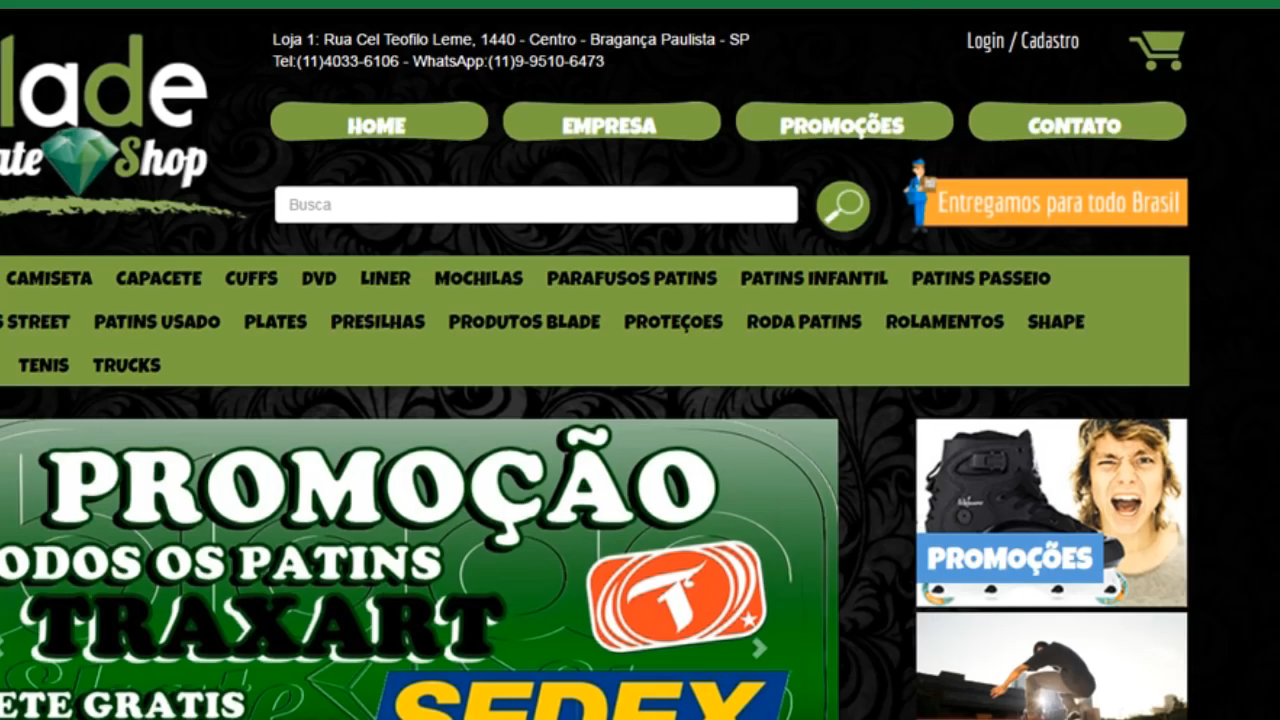 Loja 1: Rua Cel Teofilo Leme, 1440 - Centro - Bragança Paulista - SP
Tel:(11)4033-6106 - WhatsApp:(11)9-9510-6473
Login / Cadastro
lade
ate Shop
HOME EMPRESA PROMOÇÕES CONTATO
Busca
Entregamos para todo Brasil
CAMISETA CAPACETE CUFFS DVD LINER MOCHILAS PARAFUSOS PATINS PATINS INFANTIL PATINS PASSEIO
S STREET PATINS USADO PLATES PRESILHAS PRODUTOS BLADE PROTEÇOES RODA PATINS ROLAMENTOS SHAPE
TENIS TRUCKS
PROMOÇÃO
ODOS OS PATINS
TRAXART
T
ETE GRATIS
SEDEX
PROMOÇÕES